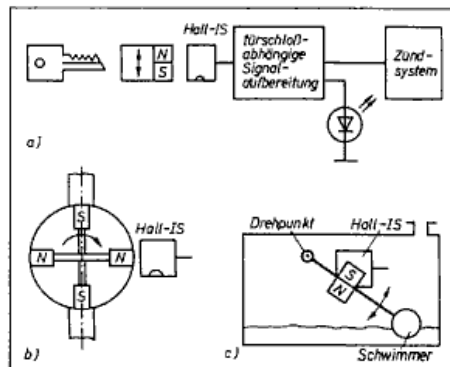 Hall-IS
N
S
türschloß-
abhängige
Signal-
aufbereitung
Zünd-
system
a)
S
N
N
S
Hall-IS
b)
Drehpunkt
Hall-IS
S
N
Schwimmer
c)